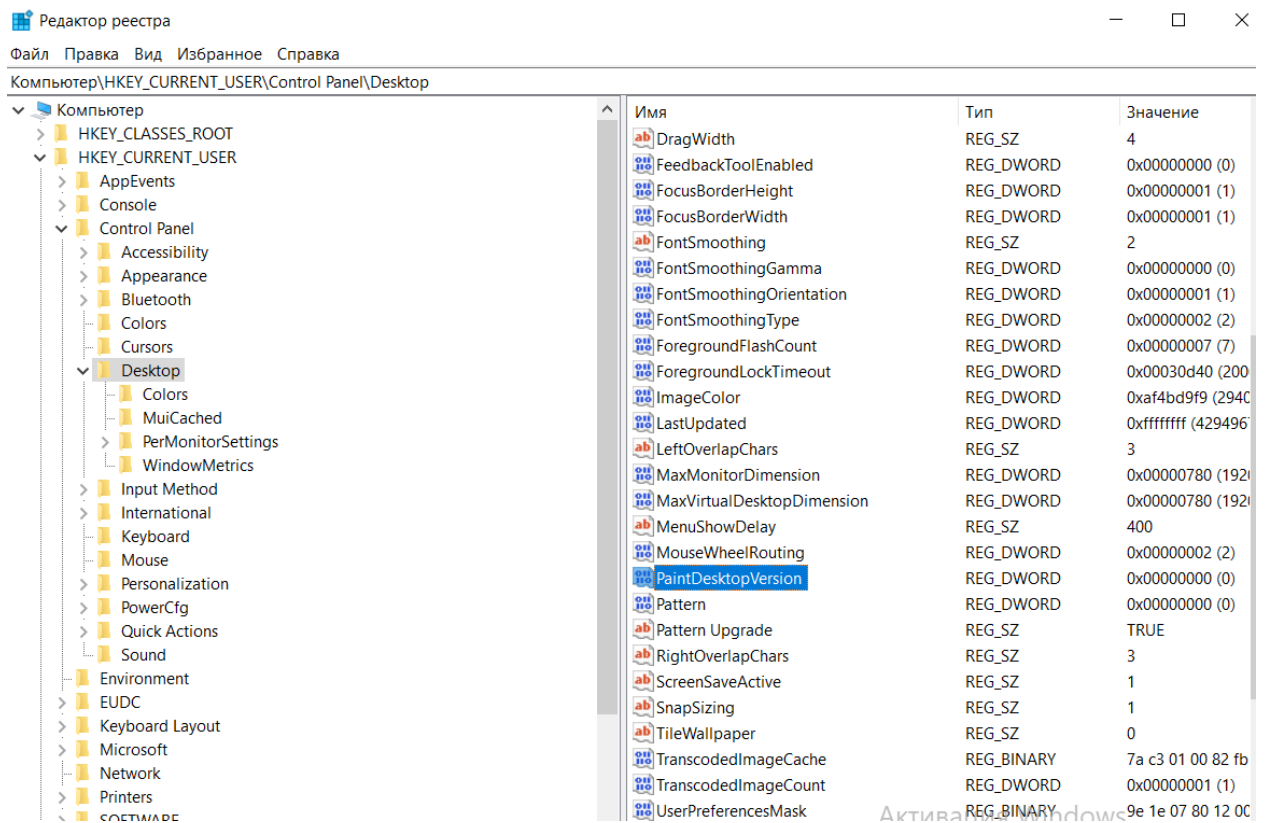 Редактор реестра
Файл Правка Вид Избранное Справка
Компьютер\HKEY_CURRENT_USER\Control Panel\Desktop
Компьютер
HKEY_CLASSES_ROOT
HKEY_CURRENT_USER
AppEvents
Console
Control Panel
Accessibility
Appearance
Bluetooth
Colors
Cursors
Desktop
Colors
MuiCached
PerMonitorSettings
WindowMetrics
Input Method
International
Keyboard
Mouse
Personalization
PowerCfg
Quick Actions
Sound
Environment
EUDC
Keyboard Layout
Microsoft
Network
Printers
SOFTWARE
Имя Тип Значение
DragWidth REG_SZ 4
FeedbackToolEnabled REG_DWORD 0x00000000 (0)
FocusBorderHeight REG_DWORD 0x00000001 (1)
FocusBorderWidth REG_DWORD 0x00000001 (1)
FontSmoothing REG_SZ 2
FontSmoothingGamma REG_DWORD 0x00000000 (0)
FontSmoothingOrientation REG_DWORD 0x00000001 (1)
FontSmoothingType REG_DWORD 0x00000002 (2)
ForegroundFlashCount REG_DWORD 0x00000007 (7)
ForegroundLockTimeout REG_DWORD 0x00030d40 (200
ImageColor REG_DWORD 0xaf4bd9f9 (2940
LastUpdated REG_DWORD 0xffffffff (429496
LeftOverlapChars REG_SZ 3
MaxMonitorDimension REG_DWORD 0x00000780 (192
MaxVirtualDesktopDimension REG_DWORD 0x00000780 (192
MenuShowDelay REG_SZ 400
MouseWheelRouting REG_DWORD 0x00000002 (2)
PaintDesktopVersion REG_DWORD 0x00000000 (0)
Pattern REG_DWORD 0x00000000 (0)
Pattern Upgrade REG_SZ TRUE
RightOverlapChars REG_SZ 3
ScreenSaveActive REG_SZ 1
SnapSizing REG_SZ 1
TileWallpaper REG_SZ 0
TranscodedImageCache REG_BINARY 7a c3 01 00 82 fb
TranscodedImageCount REG_DWORD 0x00000001 (1)
UserPreferencesMask REG_BINARY 9e 1e 07 80 12 00
Активация Windows